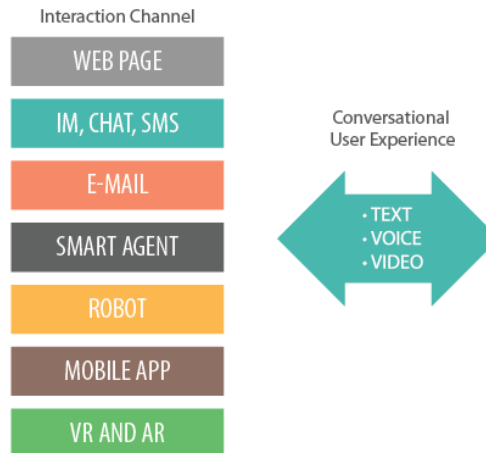 Interaction Channel
WEB PAGE
IM, CHAT, SMS
E-MAIL
SMART AGENT
ROBOT
MOBILE APP
VR AND AR
Conversational
User Experience
• TEXT
• VOICE
• VIDEO